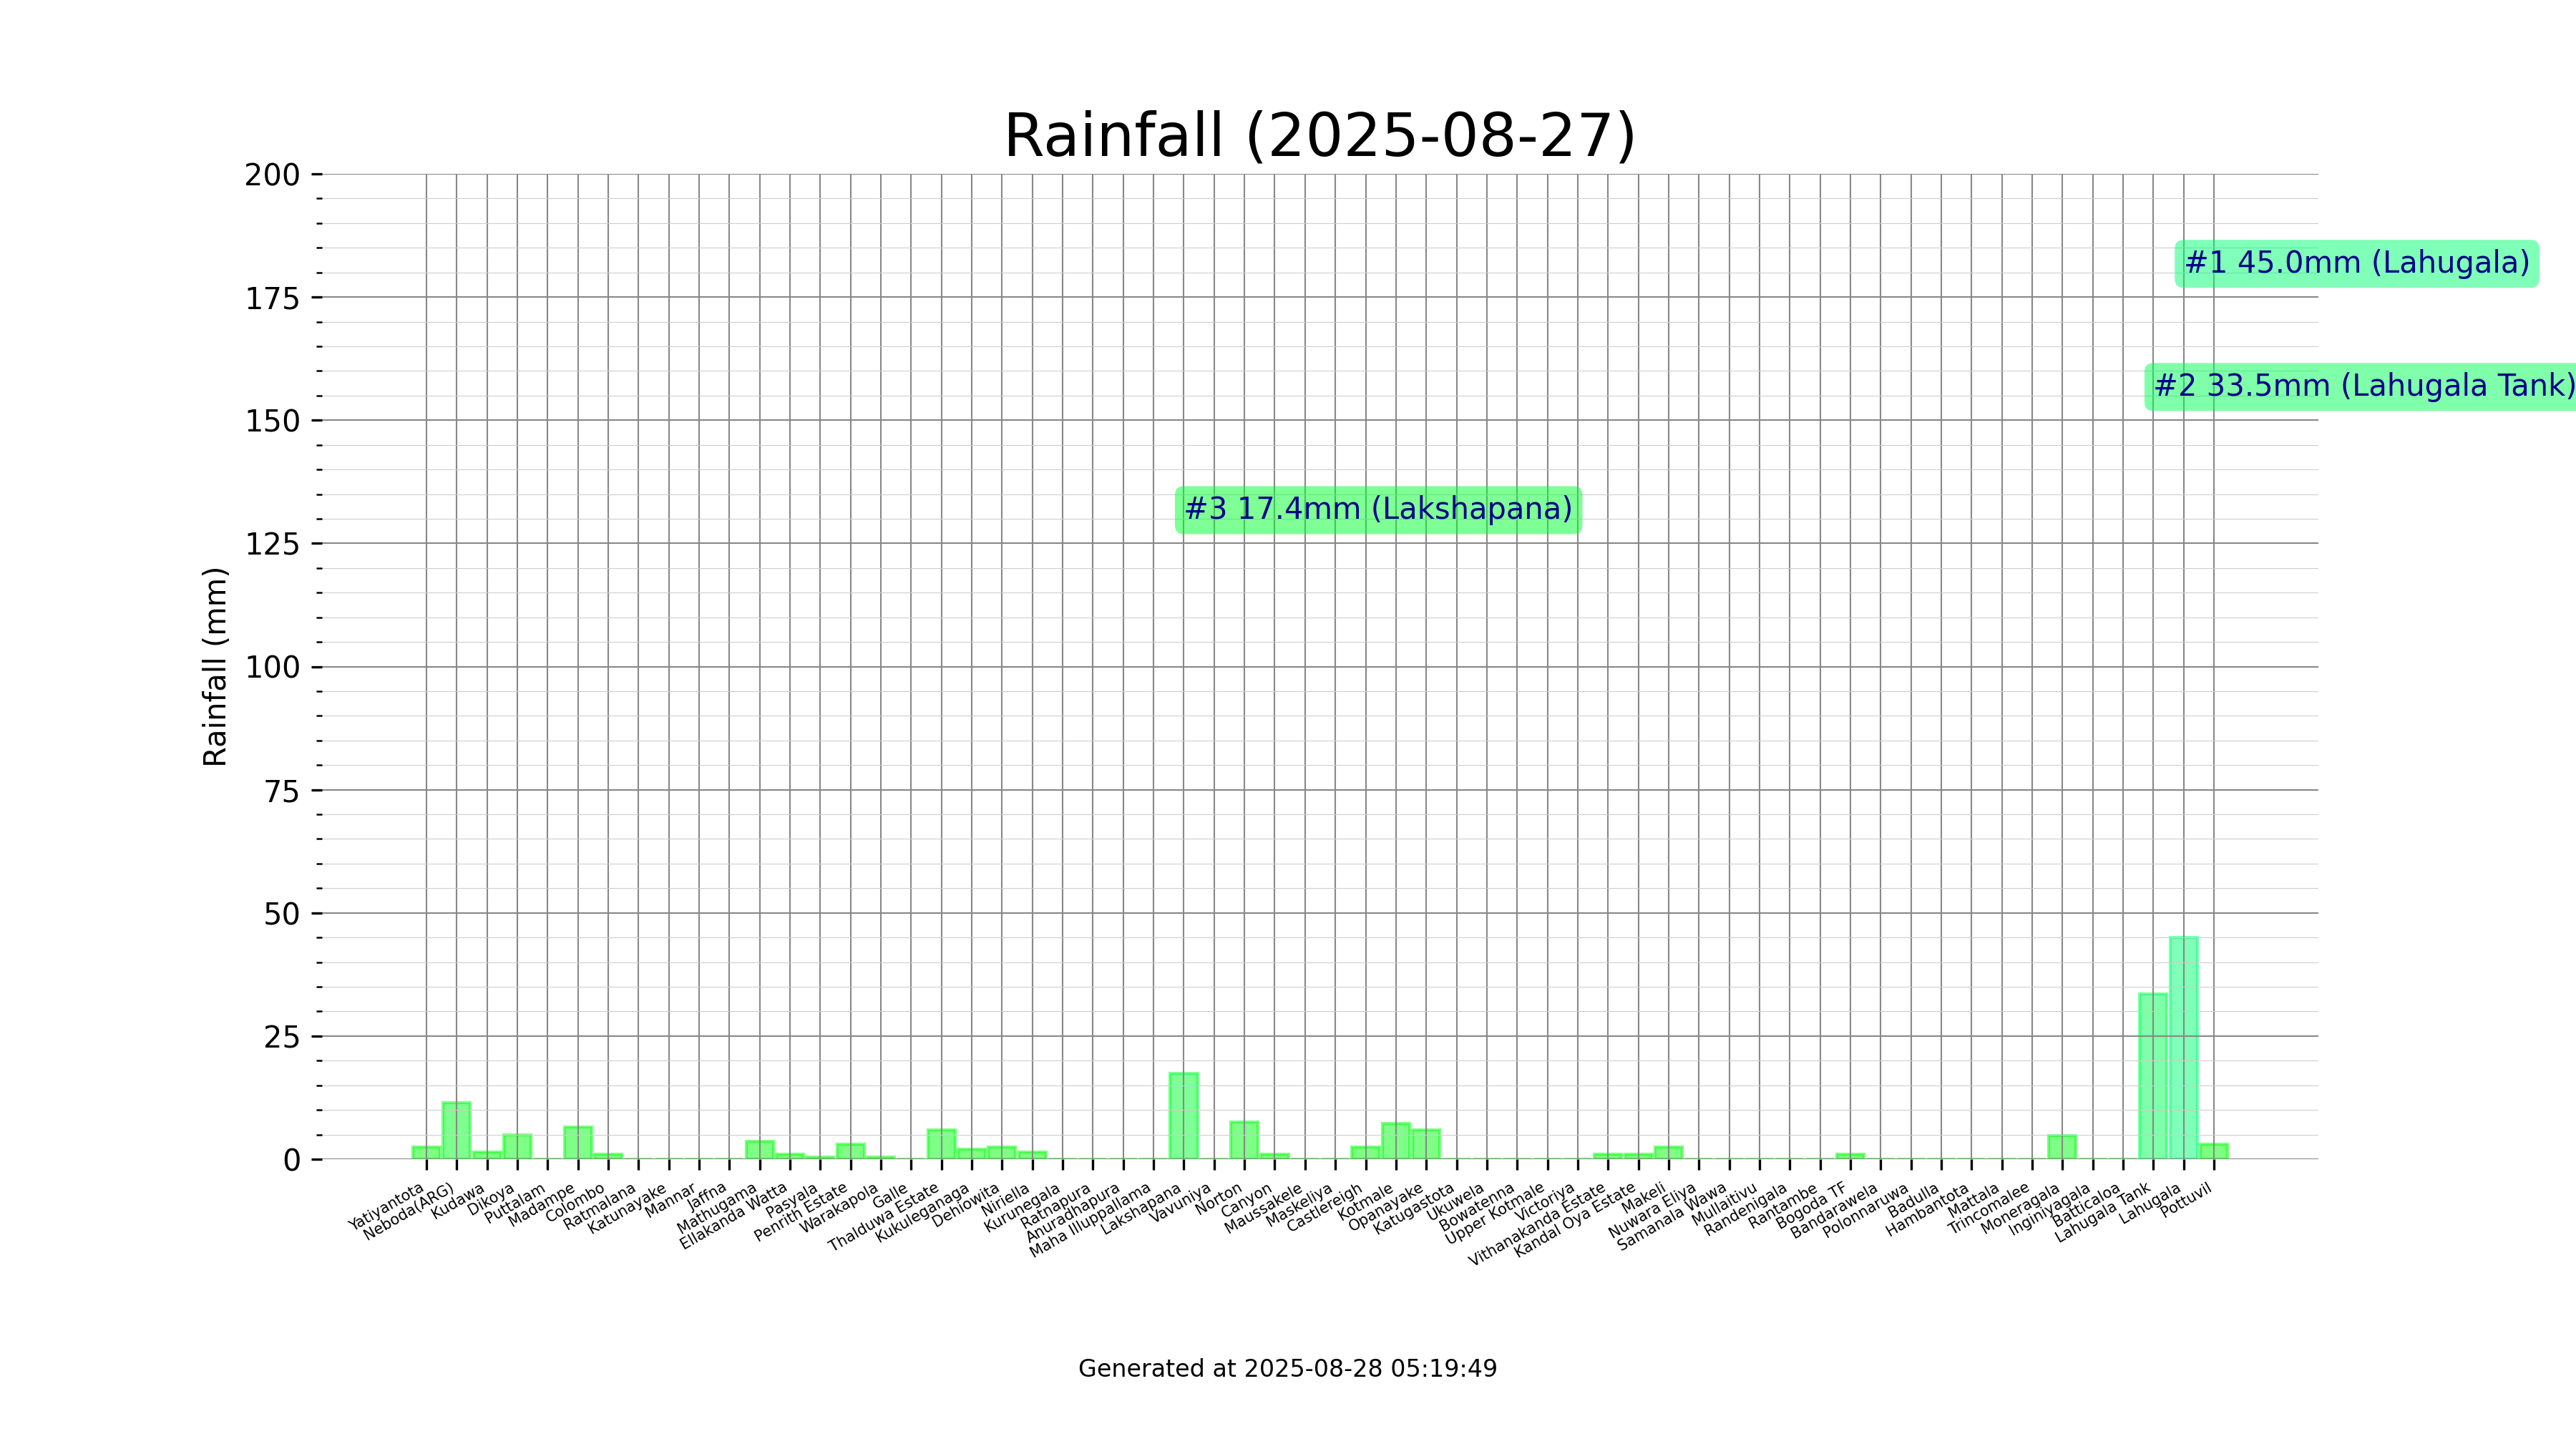 Rainfall (2025-08-27)
200
175
150
125
100
75
50
25
0
Rainfall (mm)
#1 45.0mm (Lahugala)
#2 33.5mm (Lahugala Tank)
#3 17.4mm (Lakshapana)
Yatiyantota
Neboda(ARG)
Kudawa
Dikoya
Puttalam
Madampe
Colombo
Ratmalana
Katunayake
Mannar
Jaffna
Mathugama
Ellakanda Watta
Pasyala
Penrith Estate
Warakapola
Galle
Thalduwa Estate
Kukuleganaga
Dehiowita
Niriella
Kurunegala
Ratnapura
Anuradhapura
Maha Illuppallama
Lakshapana
Vavuniya
Norton
Canyon
Maussakele
Maskeliya
Castlereigh
Kotmale
Opanayake
Katugastota
Ukuwela
Bowatenna
Upper Kotmale
Victoriya
Vithanakanda Estate
Kandal Oya Estate
Makeli
Nuwara Eliya
Samanala Wawa
Mullaitivu
Randenigala
Rantambe
Bogoda TF
Bandarawela
Polonnaruwa
Badulla
Hambantota
Mattala
Trincomalee
Moneragala
Inginiyagala
Batticaloa
Lahugala Tank
Lahugala
Pottuvil
Generated at 2025-08-28 05:19:49